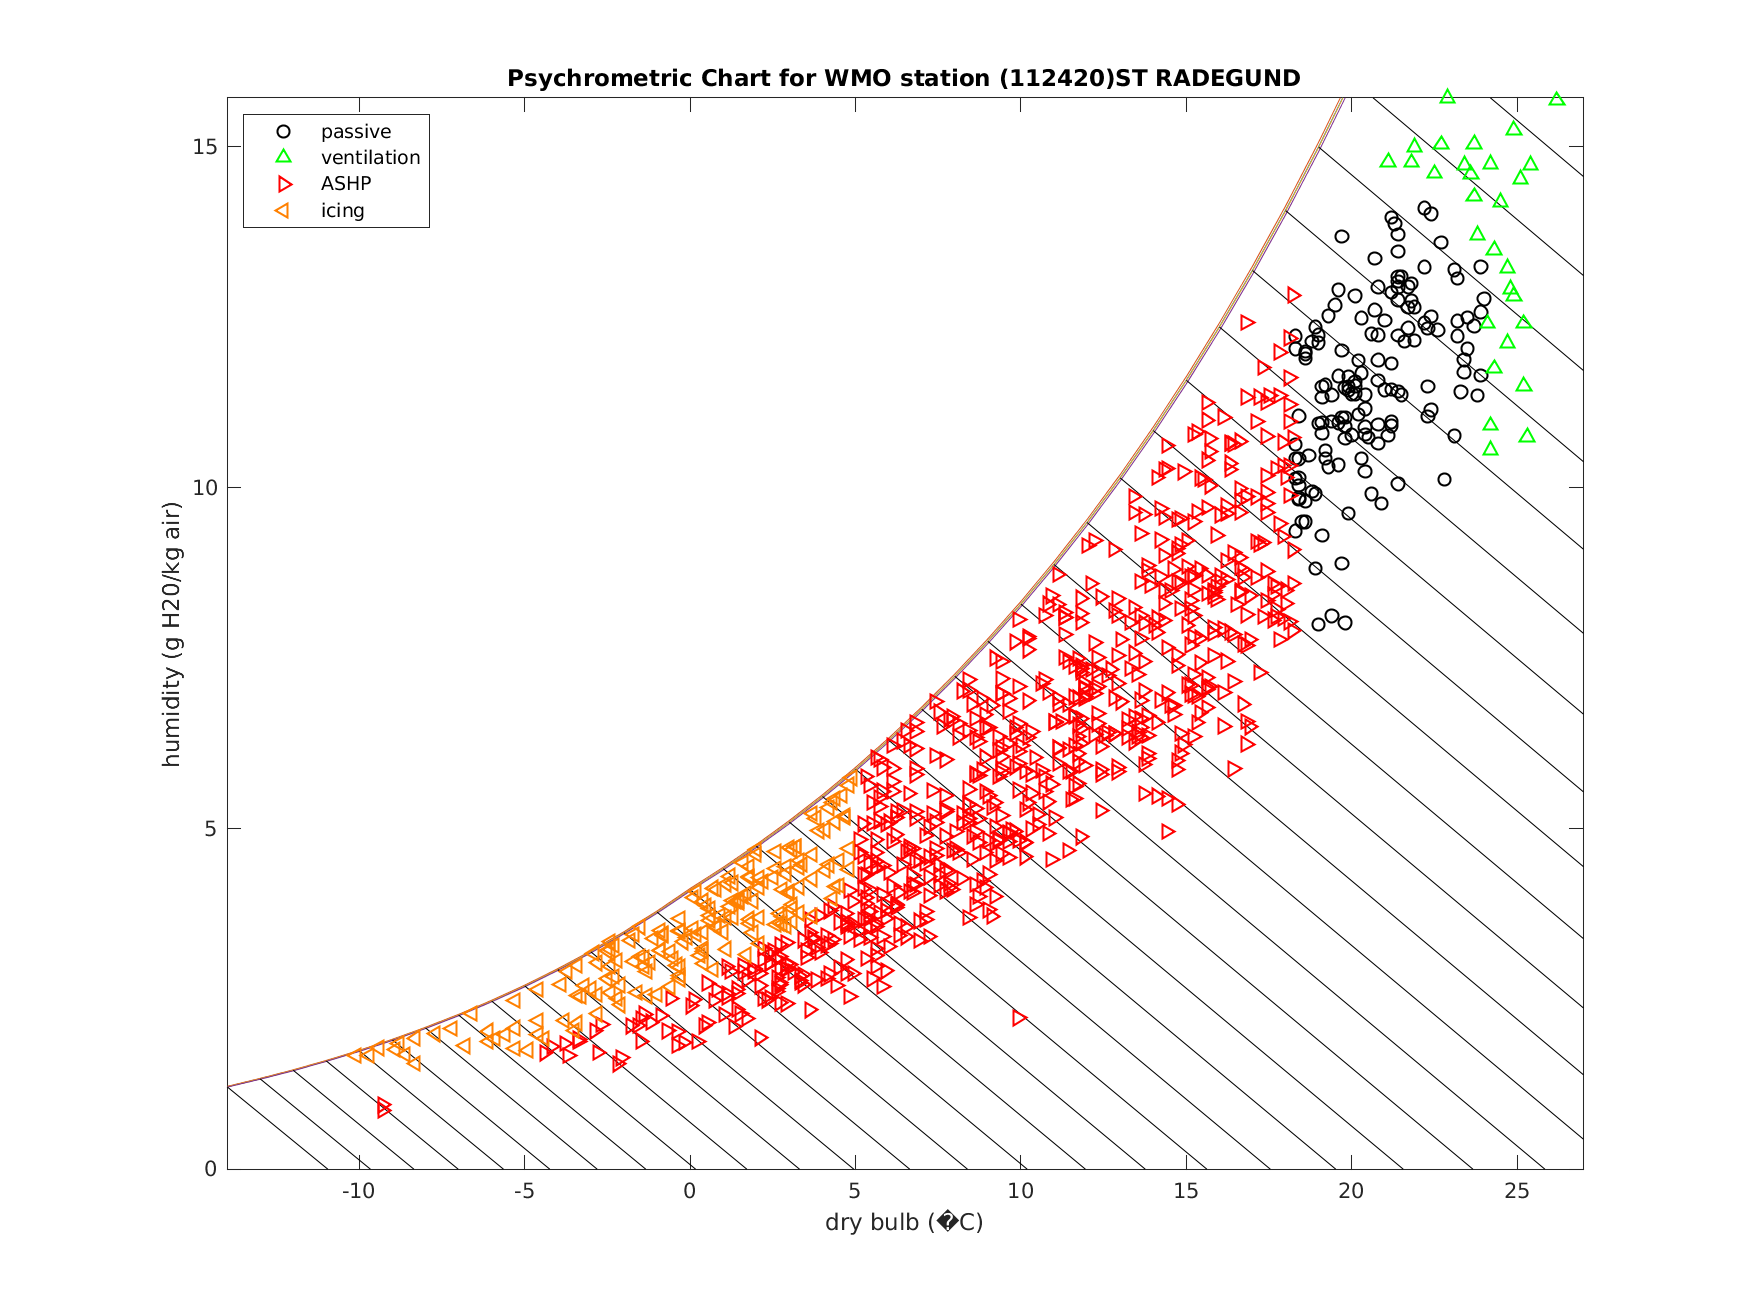 Psychrometric Chart for WMO station (112420)ST RADEGUND
passive
ventilation
ASHP
icing
15
10
5
0
humidity (g H20/kg air)
-10 -5 0 5 10 15 20 25
dry bulb (�C)